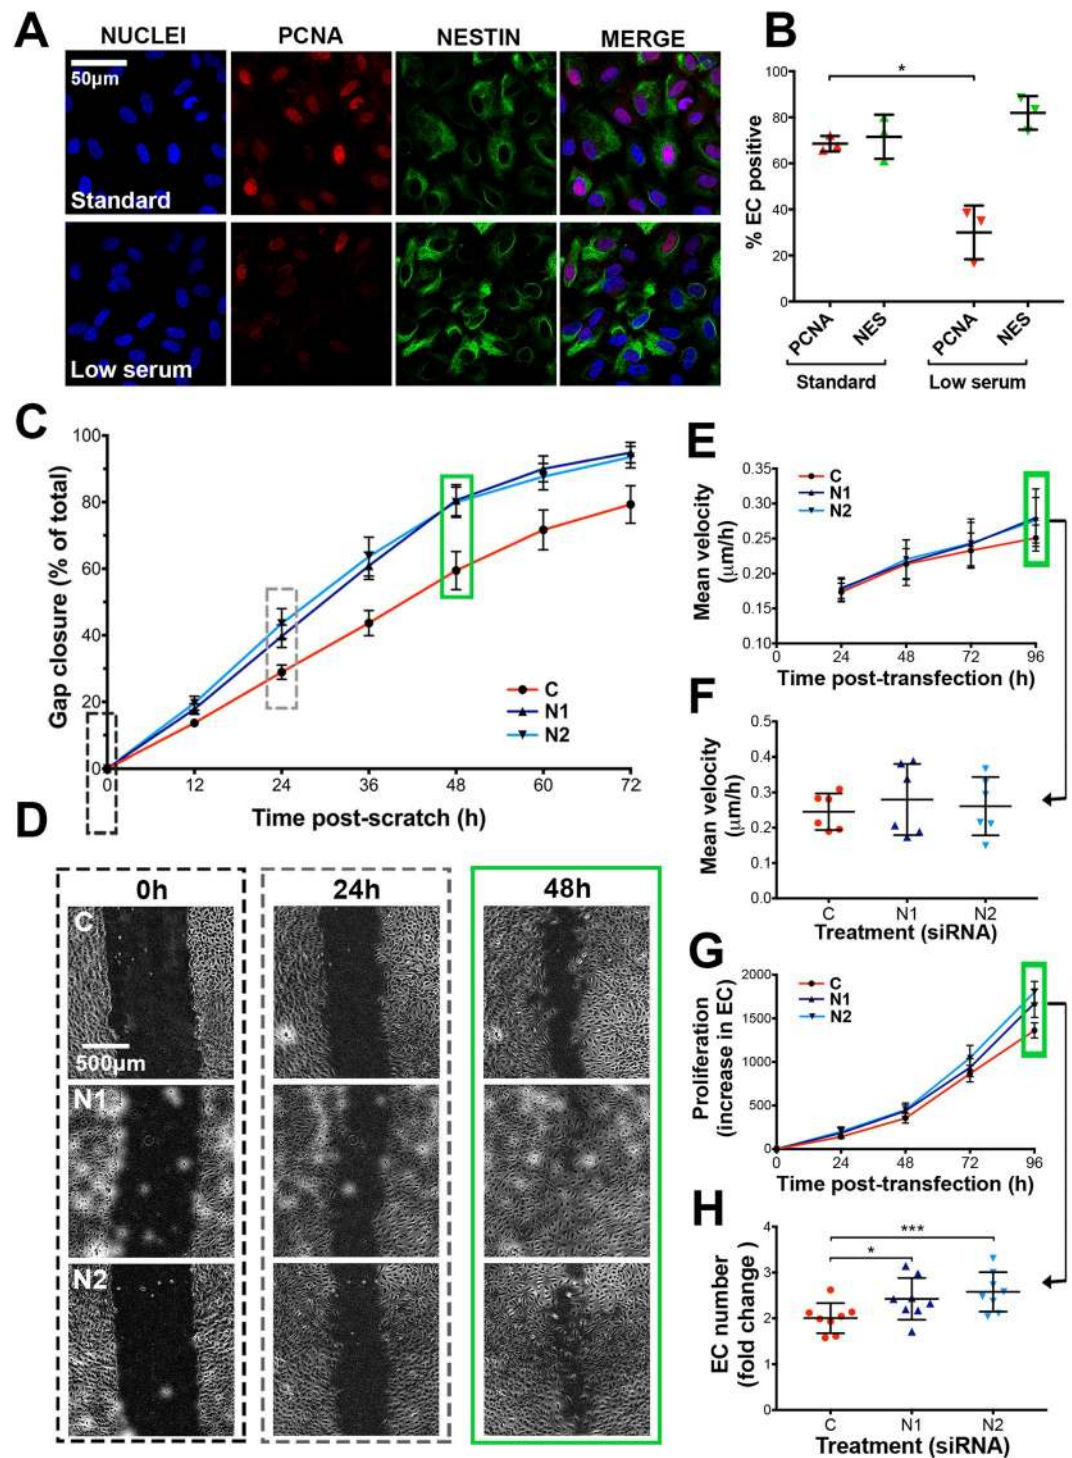 A
NUCLEI
PCNA
NESTIN
MERGE
50µm
Standard
Low serum
B
*
100
80
60
40
20
0
% EC positive
PCNA
NES
PCNA
NES
Standard
Low serum
C
100
80
60
40
20
0
Gap closure (% of total)
C
N1
N2
0
12
24
36
48
60
72
Time post-scratch (h)
D
0h
24h
48h
C
500µm
N1
N2
E
0.35
0.30
0.25
0.20
0.15
0.10
Mean velocity
(µm/h)
C
N1
N2
0
24
48
72
96
Time post-transfection (h)
F
0.5
0.4
0.3
0.2
0.1
0.0
Mean velocity
(µm/h)
C
N1
N2
Treatment (siRNA)
G
2000
1500
1000
500
0
Proliferation
(increase in EC)
C
N1
N2
0
24
48
72
96
Time post-transfection (h)
H
4
3
2
1
0
EC number
(fold change )
***
*
C
N1
N2
Treatment (siRNA)